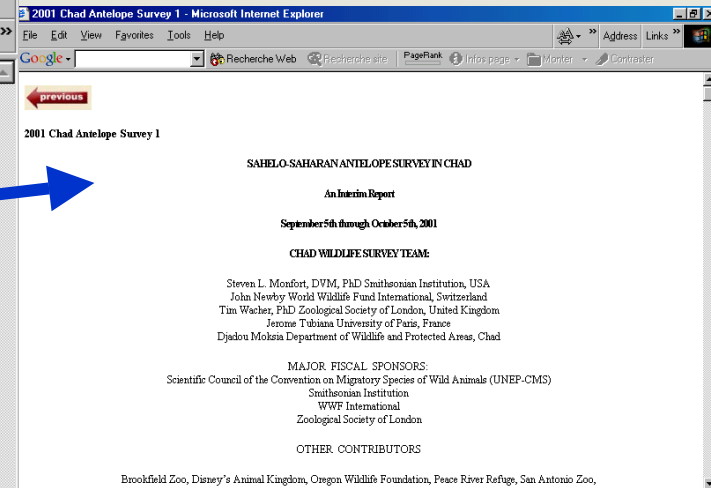 2001 Chad Antelope Survey 1 - Microsoft Internet Explorer
File Edit View Favorites Tools Help
» Address Links »
Google Recherche Web Recherche site PageRank Infos page Monter Contraster
previous
2001 Chad Antelope Survey 1
SAHELO-SAHARAN ANTELOPE SURVEY IN CHAD
An Interim Report
September 5th through October 5th, 2001
CHAD WILDLIFE SURVEY TEAM:
Steven L. Monfort, DVM, PhD Smithsonian Institution, USA
John Newby World Wildlife Fund International, Switzerland
Tim Wacher, PhD Zoological Society of London, United Kingdom
Jerome Tubiana University of Paris, France
Djadou Moksia Department of Wildlife and Protected Areas, Chad
MAJOR FISCAL SPONSORS:
Scientific Council of the Convention on Migratory Species of Wild Animals (UNEP-CMS)
Smithsonian Institution
WWF International
Zoological Society of London
OTHER CONTRIBUTORS
Brookfield Zoo, Disney's Animal Kingdom, Oregon Wildlife Foundation, Peace River Refuge, San Antonio Zoo,